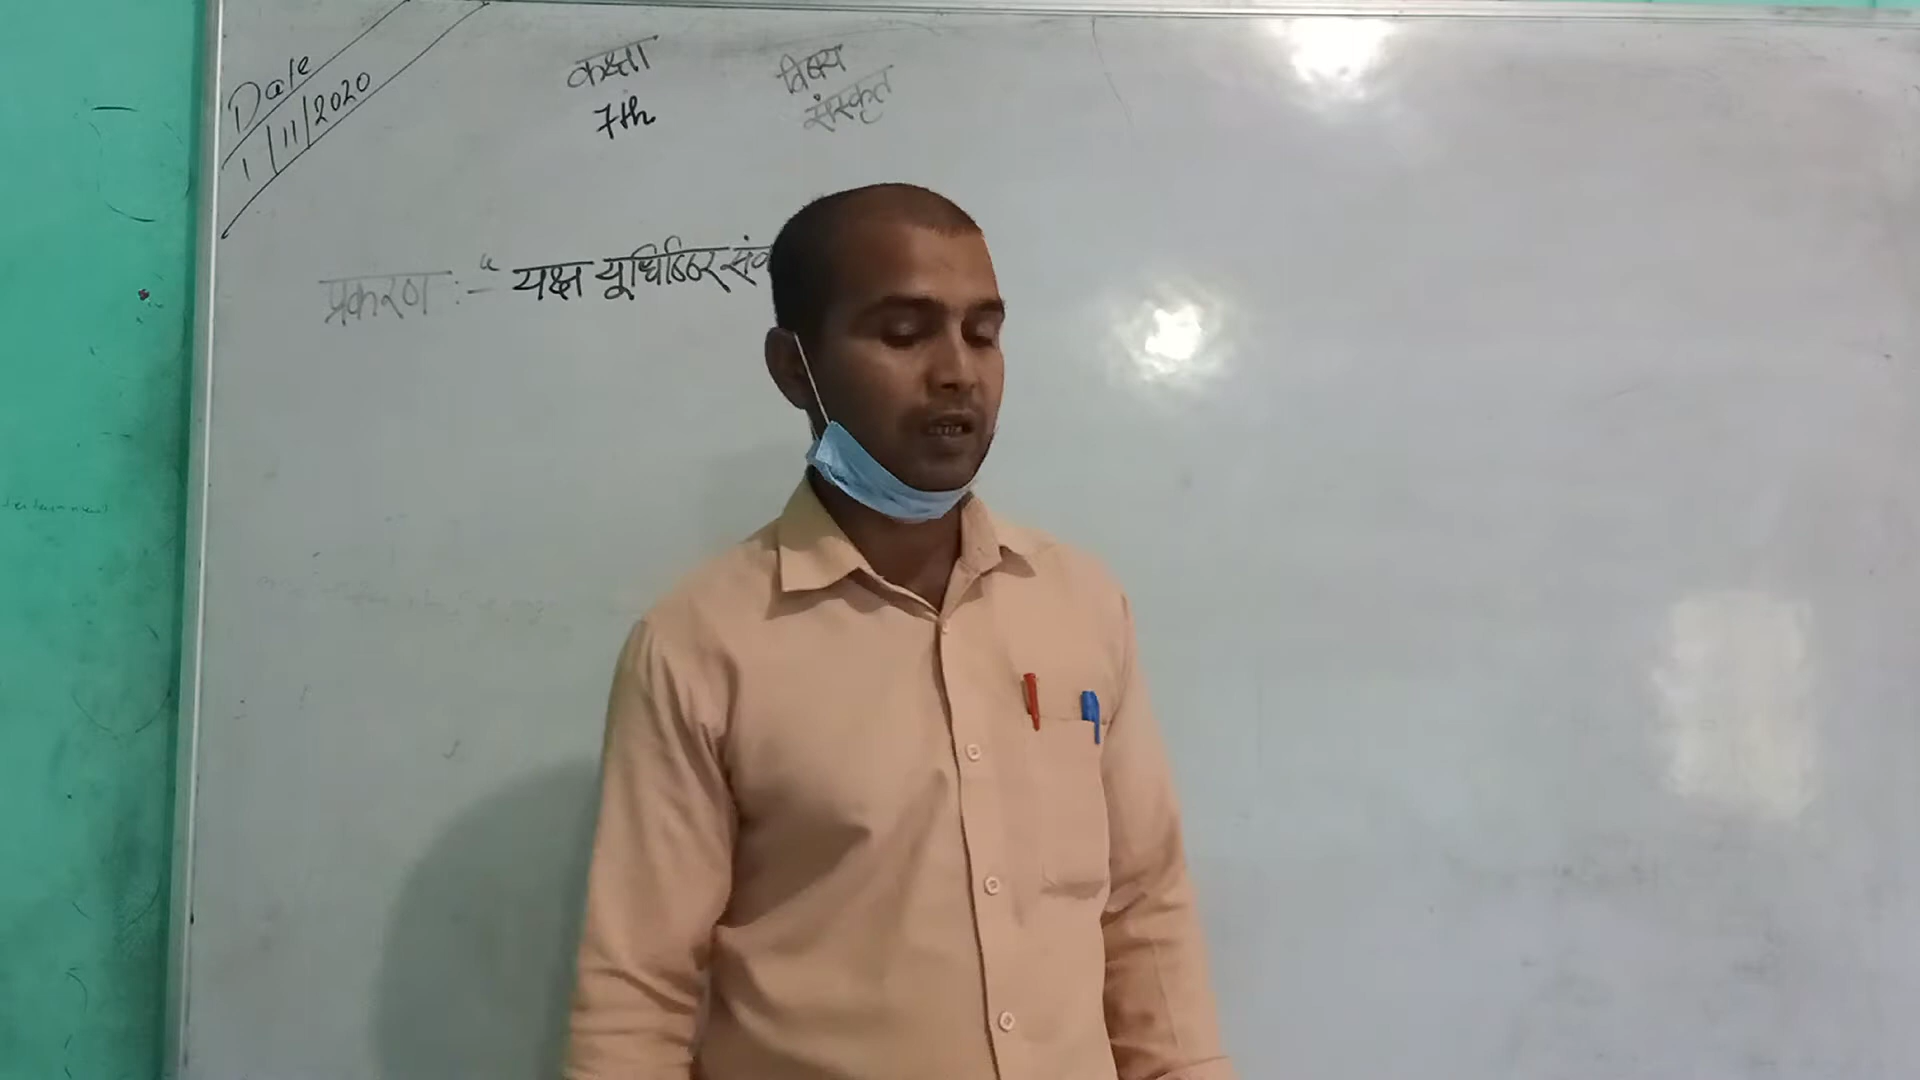 Date
1/11/2020
कक्षा
7th
विषय
संस्कृत
प्रकरण :- “ यक्ष यूधिष्ठिर